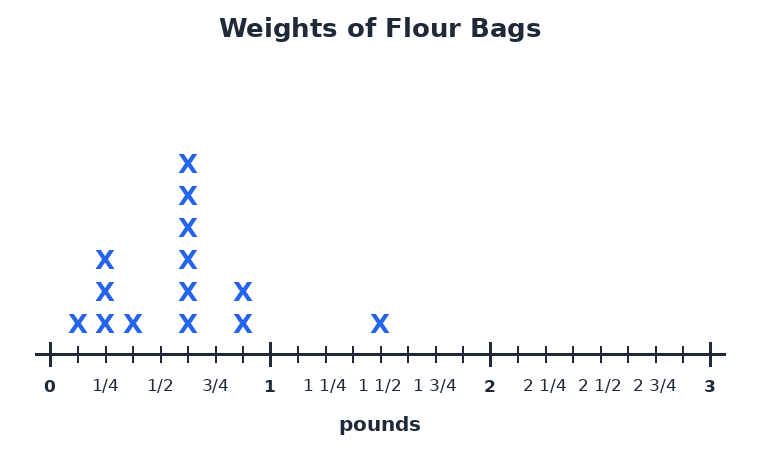 Weights of Flour Bags
X
X
X
X X
X X X
X X X X X X
0 1/4 1/2 3/4 1 1 1/4 1 1/2 1 3/4 2 2 1/4 2 1/2 2 3/4 3
pounds